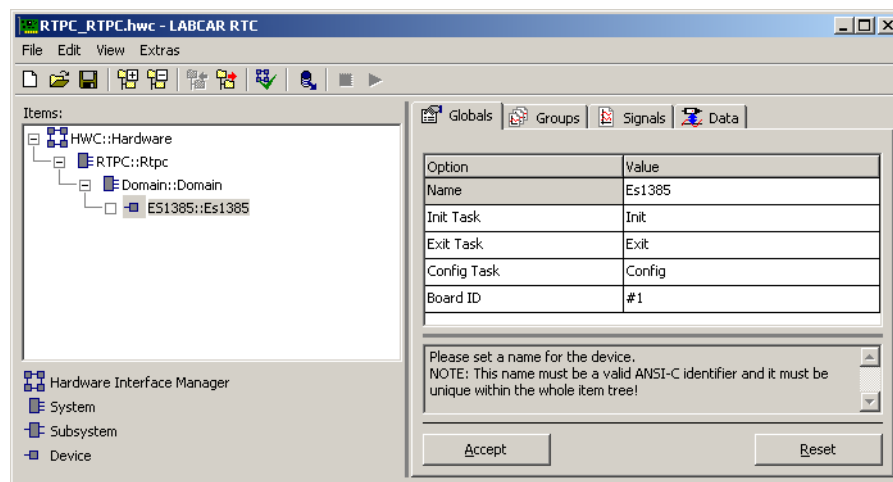 RTPC_RTPC.hwc - LABCAR RTC
File Edit View Extras
Items:
HWC::Hardware
RTPC::Rtpc
Domain::Domain
ES1385::Es1385
Hardware Interface Manager
System
Subsystem
Device
Globals Groups Signals Data
Option Value
Name Es1385
Init Task Init
Exit Task Exit
Config Task Config
Board ID #1
Please set a name for the device.
NOTE: This name must be a valid ANSI-C identifier and it must be
unique within the whole item tree!
Accept Reset